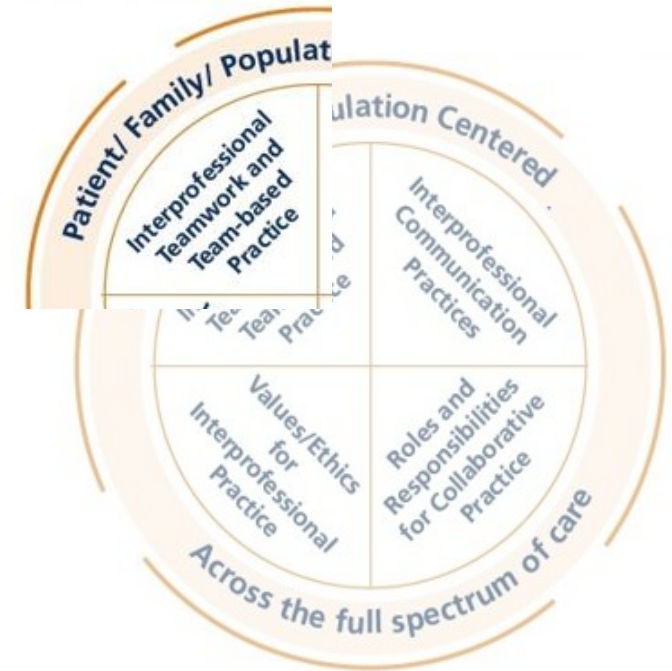 Patient/ Family/ Populat
ulation Centered
Interprofessional
Teamwork and
Team-based
Practice
Interprofessional
Communication
Practices
Values/Ethics
for
Interprofessional
Practice
Roles and
Responsibilities
for Collaborative
Practice
Across the full spectrum of care